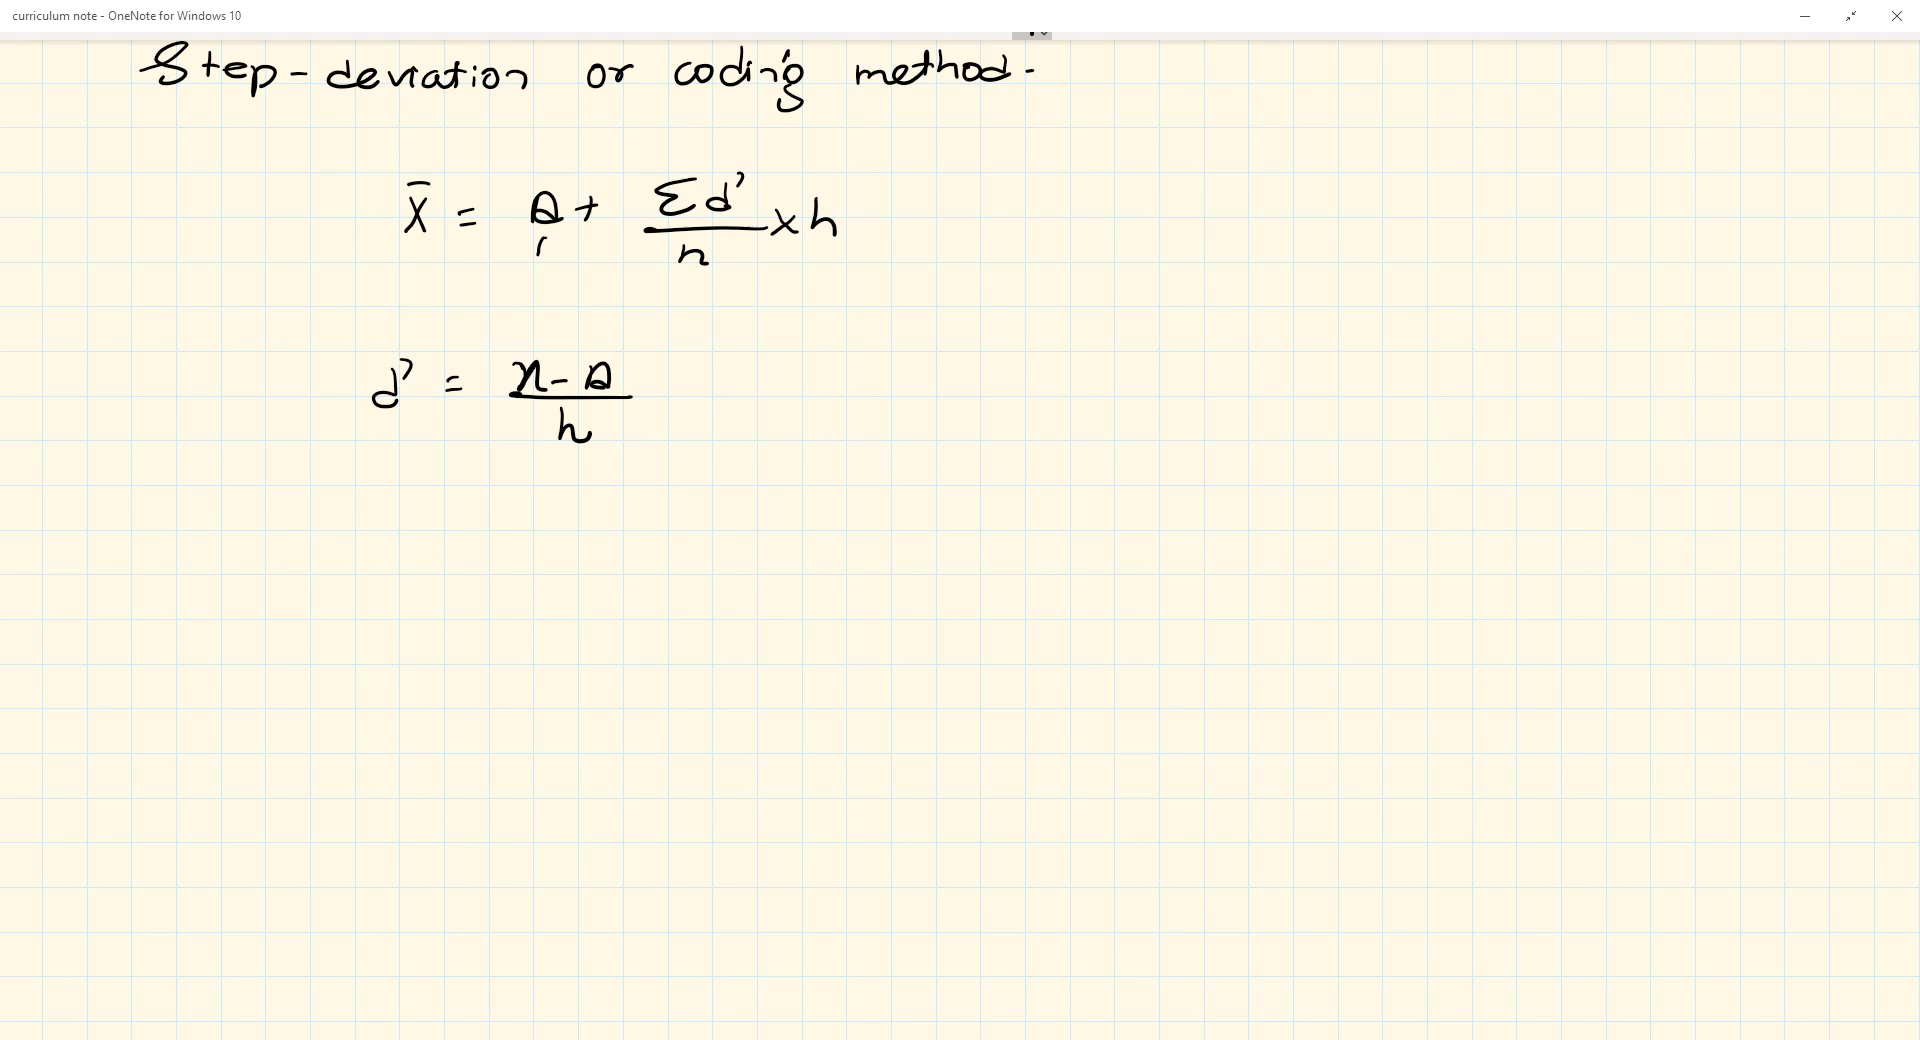 curriculum note - OneNote for Windows 10
Step-deviation or coding method-
X̄ = A + Σd' / n × h
d' = x - A / h